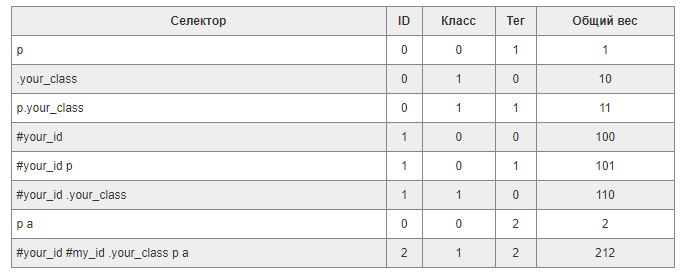 Селектор ID Класс Тег Общий вес
p 0 0 1 1
.your_class 0 1 0 10
p.your_class 0 1 1 11
#your_id 1 0 0 100
#your_id p 1 0 1 101
#your_id .your_class 1 1 0 110
p a 0 0 2 2
#your_id #my_id .your_class p a 2 1 2 212